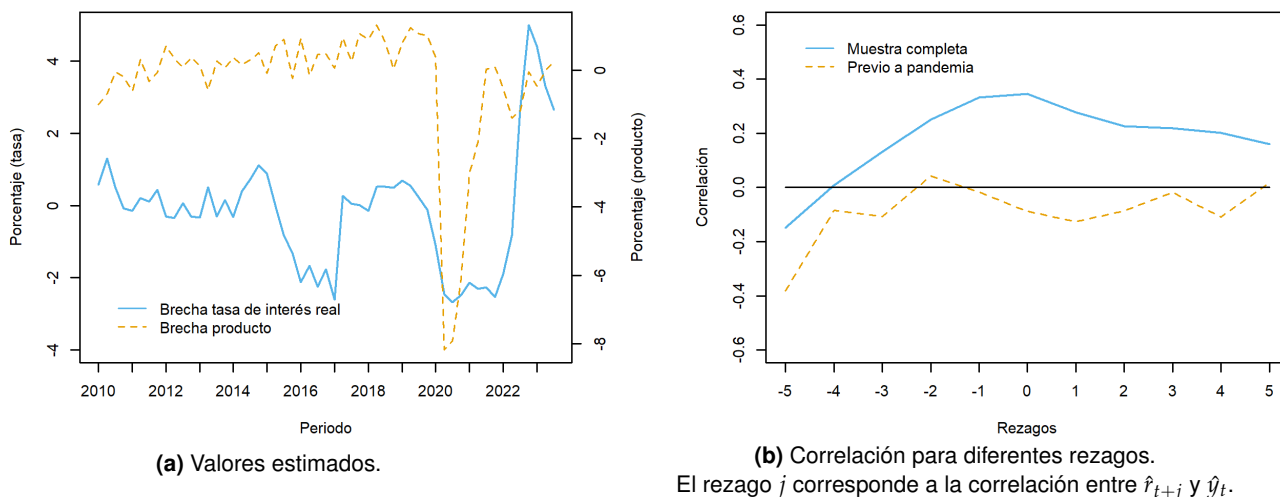 Porcentaje (tasa)
4
2
0
-2
-4
0
-2
-4
-6
-8
Porcentaje (producto)
Brecha tasa de interés real
Brecha producto
2010 2012 2014 2016 2018 2020 2022
Periodo
(a) Valores estimados.
Correlación
0.6
0.4
0.2
0.0
-0.2
-0.4
-0.6
Muestra completa
Previo a pandemia
-5 -4 -3 -2 -1 0 1 2 3 4 5
Rezagos
(b) Correlación para diferentes rezagos.
El rezago j corresponde a la correlación entre r̂ₜ₊ⱼ y ŷₜ.